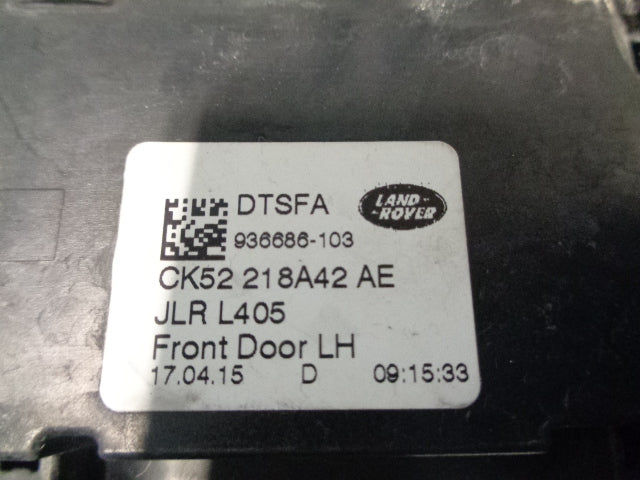 DTSFA
LAND-
-ROVER
936686-103
CK52 218A42 AE
JLR L405
Front Door LH
17.04.15 D 09:15:33